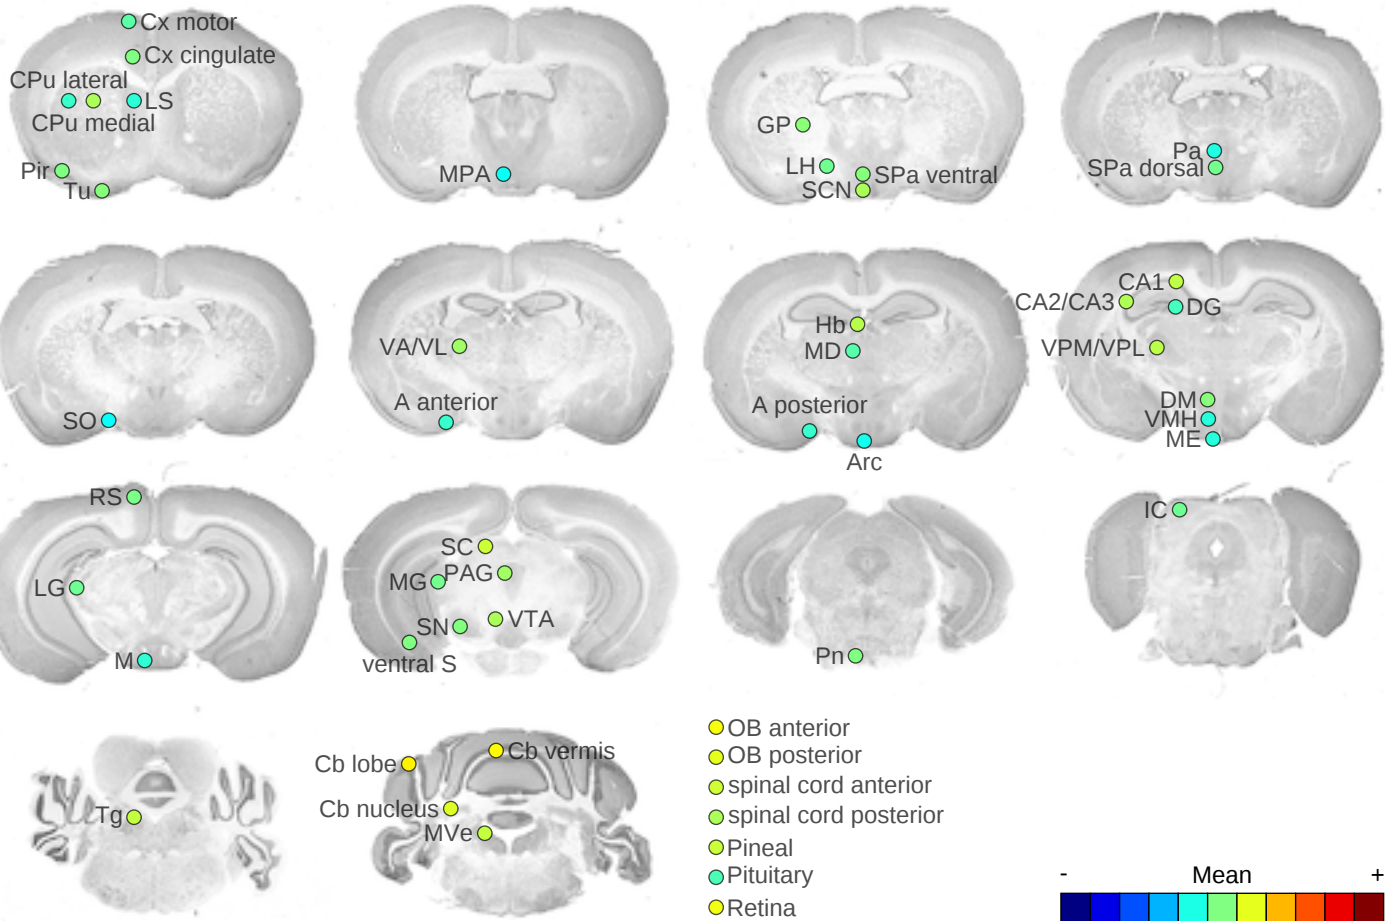 Cx motor
Cx cingulate
CPu lateral
LS
CPu medial
Pir
Tu
MPA
GP
LH
SPa ventral
SCN
Pa
SPa dorsal
SO
VA/VL
A anterior
Hb
MD
A posterior
Arc
CA1
CA2/CA3
DG
VPM/VPL
DM
VMH
ME
RS
LG
M
SC
MG
PAG
SN
VTA
ventral S
Pn
IC
Tg
Cb lobe
Cb vermis
Cb nucleus
MVe
OB anterior
OB posterior
spinal cord anterior
spinal cord posterior
Pineal
Pituitary
Retina
- Mean +